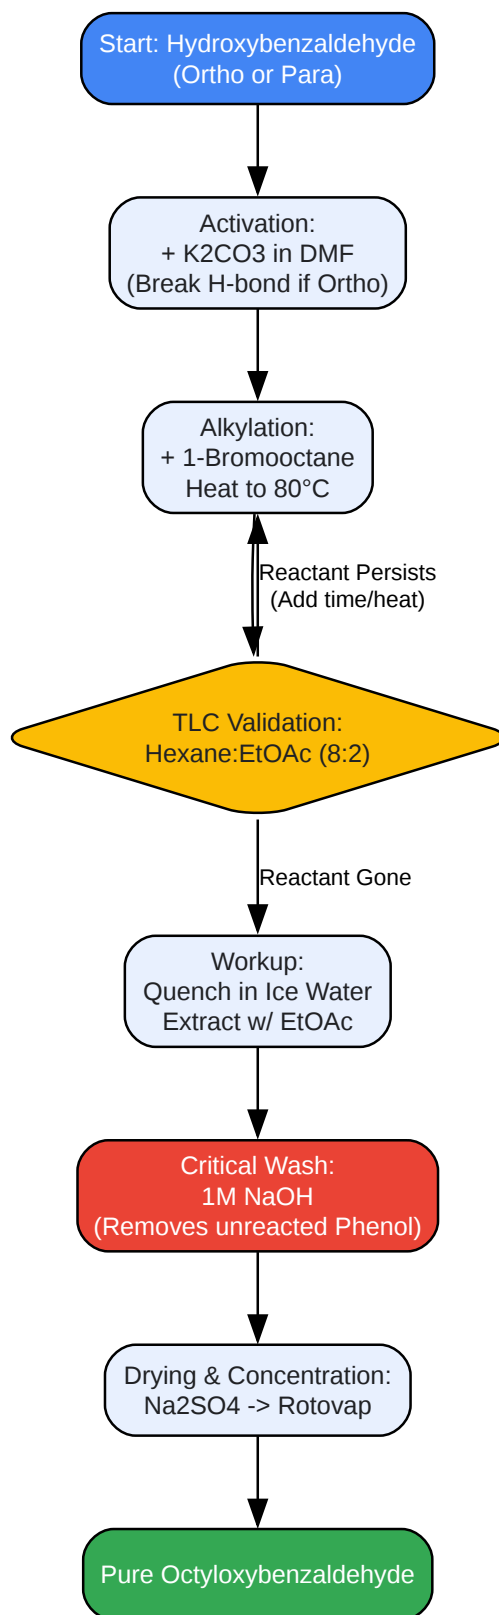 Start: Hydroxybenzaldehyde
(Ortho or Para)
Activation:
+ K2CO3 in DMF
(Break H-bond if Ortho)
Alkylation:
+ 1-Bromooctane
Heat to 80°C
Reactant Persists
(Add time/heat)
TLC Validation:
Hexane:EtOAc (8:2)
Reactant Gone
Workup:
Quench in Ice Water
Extract w/ EtOAc
Critical Wash:
1M NaOH
(Removes unreacted Phenol)
Drying & Concentration:
Na2SO4 -> Rotovap
Pure Octyloxybenzaldehyde